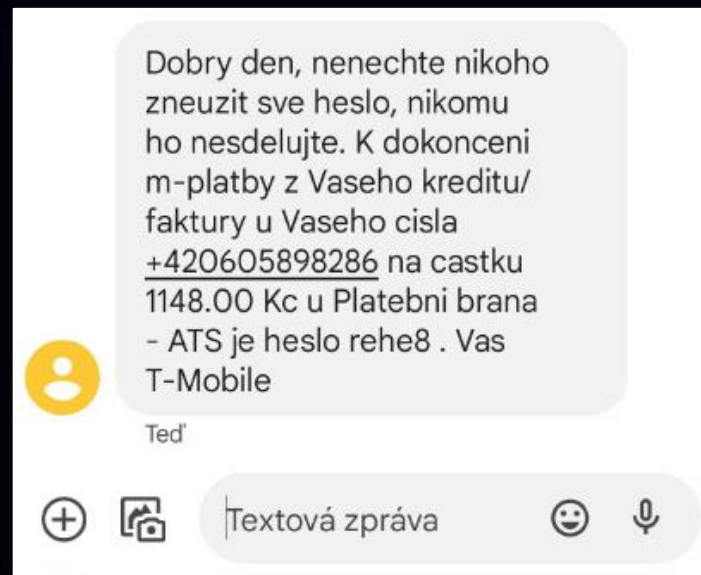 Dobry den, nenechte nikoho
zneuzit sve heslo, nikomu
ho nesdelujte. K dokonceni
m-platby z Vaseho kreditu/
faktury u Vaseho cisla
+420605898286 na castku
1148.00 Kc u Platebni brana
- ATS je heslo rehe8 . Vas
T-Mobile
Teď
Textová zpráva